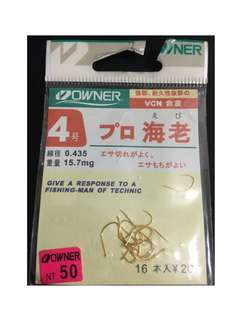 OWNER
強靭、耐久性抜群の
VCN 合金
4号
プロ 海老
えび
線径 0.435
重量 15.7mg
エサ切れがよく、
エサもちがよい
GIVE A RESPONSE TO A
FISHING-MAN OF TECHNIC
OWNER
NT 50
16 本入